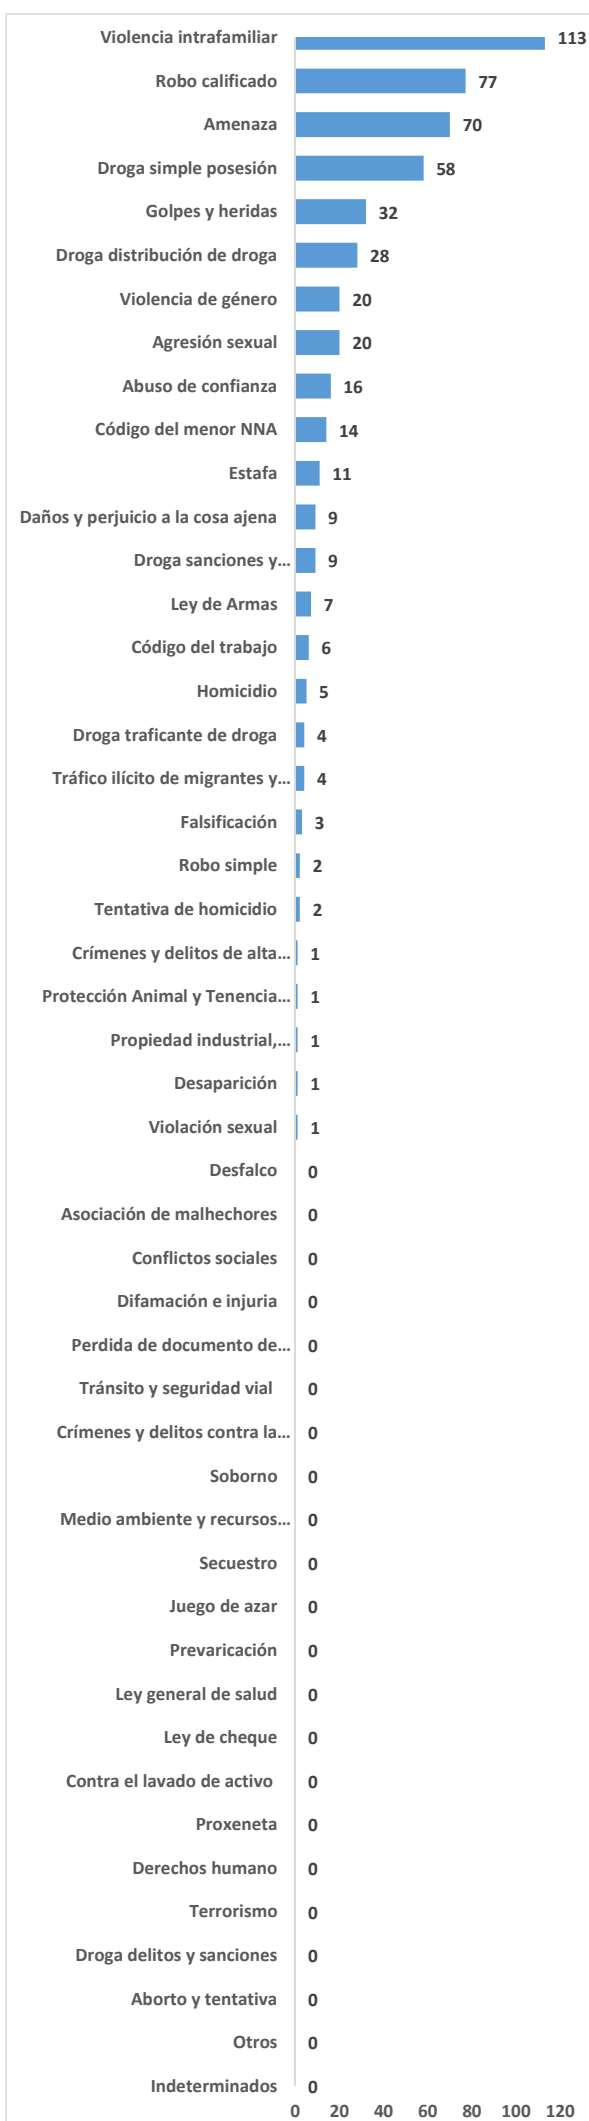 Violencia intrafamiliar 113
Robo calificado 77
Amenaza 70
Droga simple posesión 58
Golpes y heridas 32
Droga distribución de droga 28
Violencia de género 20
Agresión sexual 20
Abuso de confianza 16
Código del menor NNA 14
Estafa 11
Daños y perjuicio a la cosa ajena 9
Droga sanciones y... 9
Ley de Armas 7
Código del trabajo 6
Homicidio 5
Droga traficante de droga 4
Tráfico ilícito de migrantes y... 4
Falsificación 3
Robo simple 2
Tentativa de homicidio 2
Crímenes y delitos de alta... 1
Protección Animal y Tenencia... 1
Propiedad industrial,... 1
Desaparición 1
Violación sexual 1
Desfalco 0
Asociación de malhechores 0
Conflictos sociales 0
Difamación e injuria 0
Perdida de documento de... 0
Tránsito y seguridad vial 0
Crímenes y delitos contra la... 0
Soborno 0
Medio ambiente y recursos... 0
Secuestro 0
Juego de azar 0
Prevaricación 0
Ley general de salud 0
Ley de cheque 0
Contra el lavado de activo 0
Proxeneta 0
Derechos humano 0
Terrorismo 0
Droga delitos y sanciones 0
Aborto y tentativa 0
Otros 0
Indeterminados 0
0 20 40 60 80 100 120